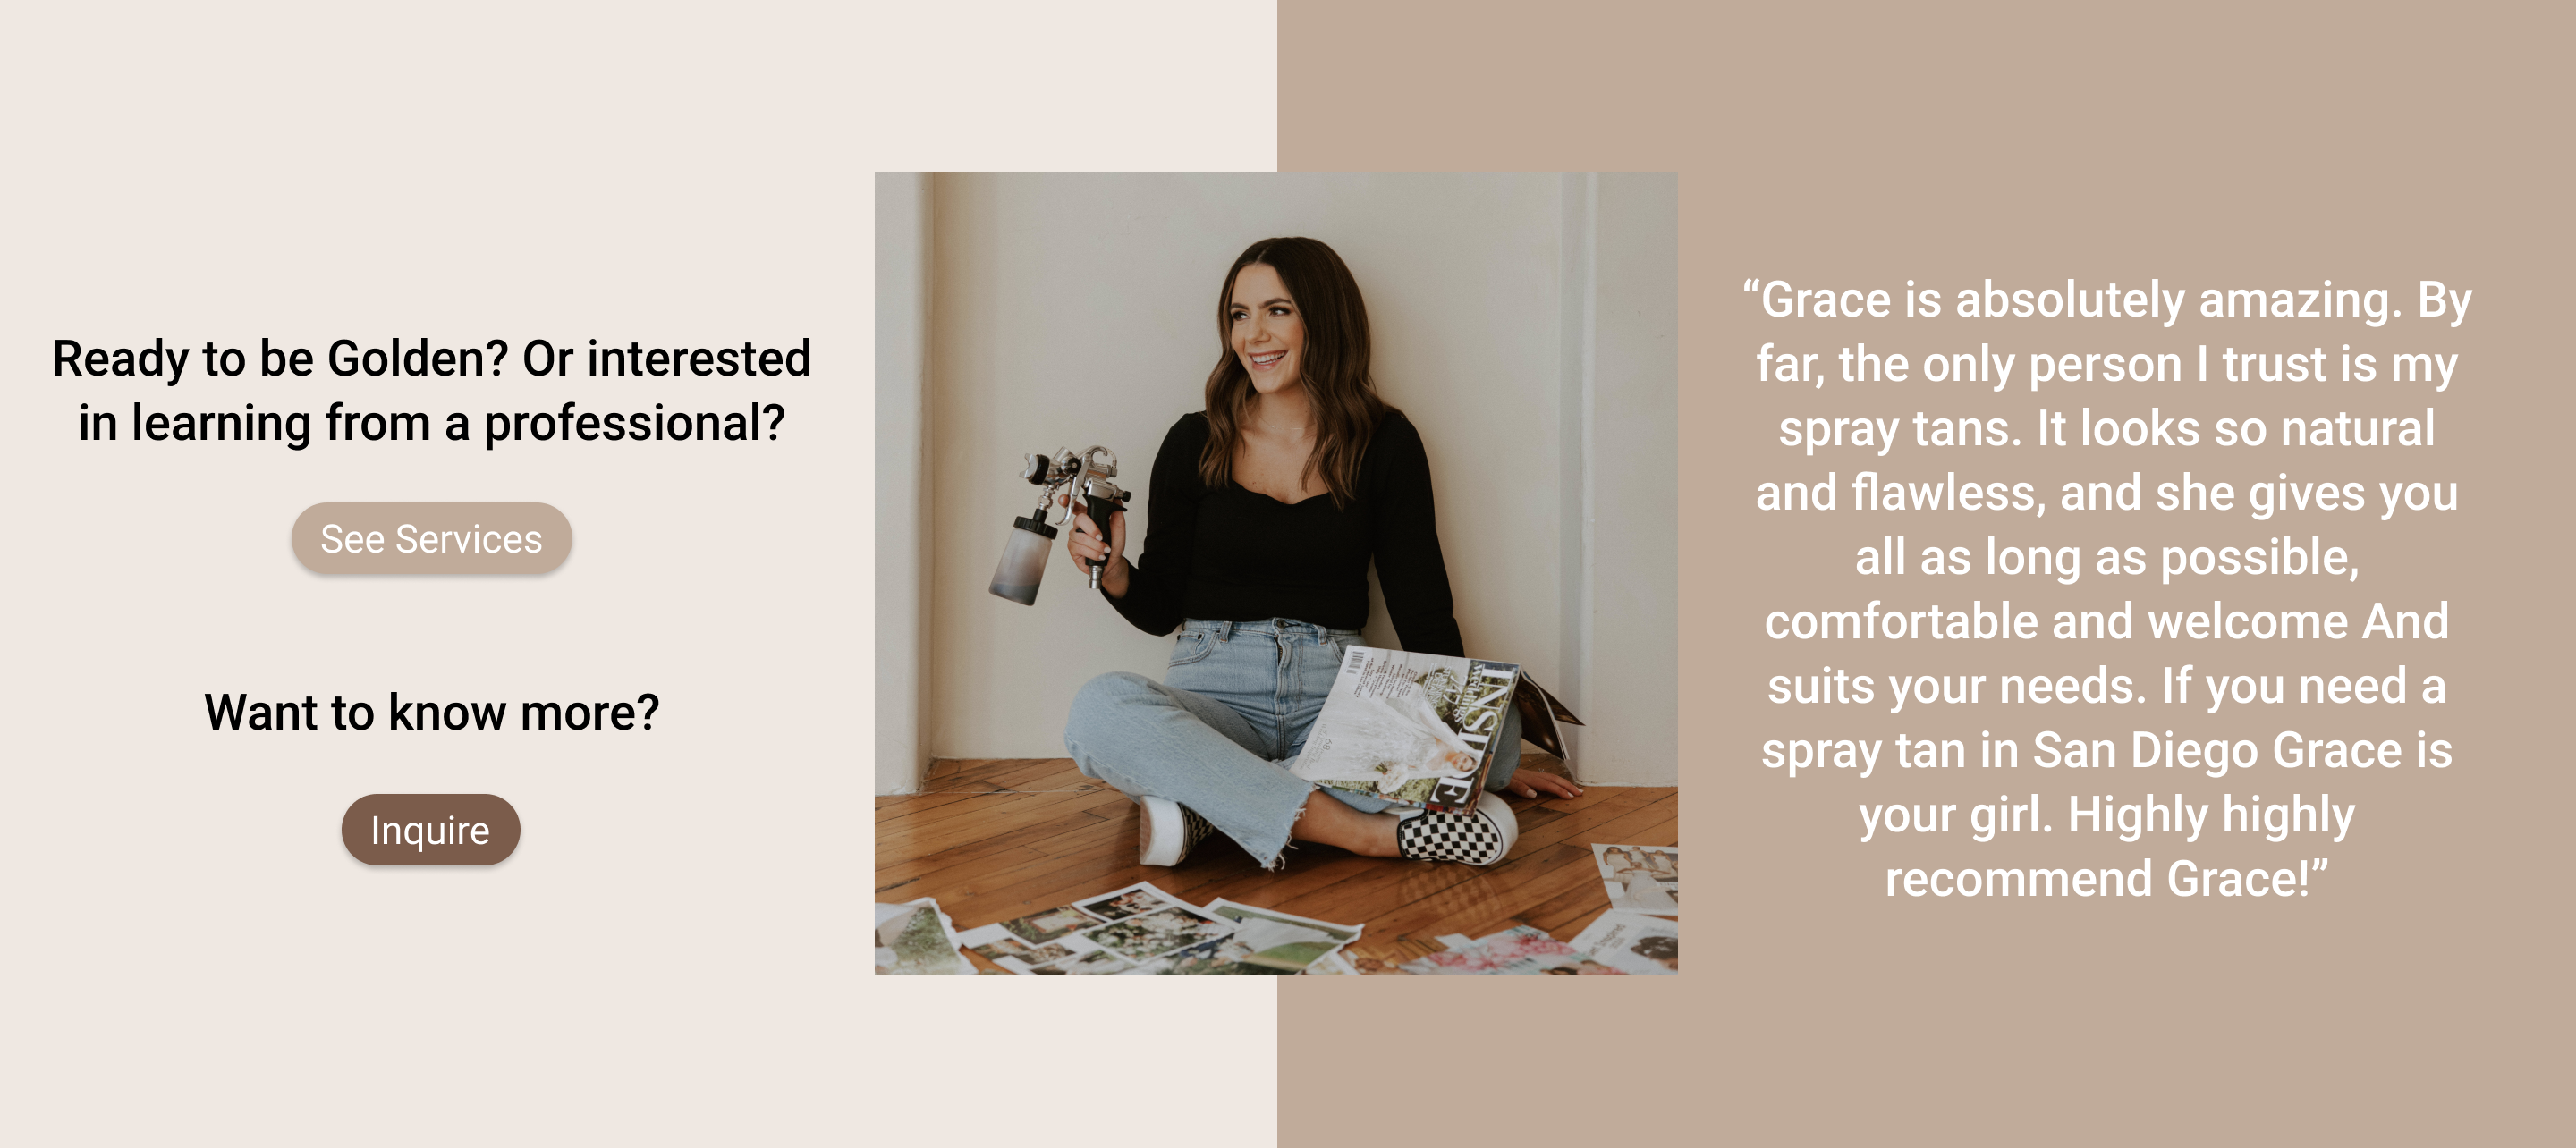 Ready to be Golden? Or interested
in learning from a professional?
See Services
Want to know more?
Inquire
INSIDE
“Grace is absolutely amazing. By
far, the only person I trust is my
spray tans. It looks so natural
and flawless, and she gives you
all as long as possible,
comfortable and welcome And
suits your needs. If you need a
spray tan in San Diego Grace is
your girl. Highly highly
recommend Grace!”